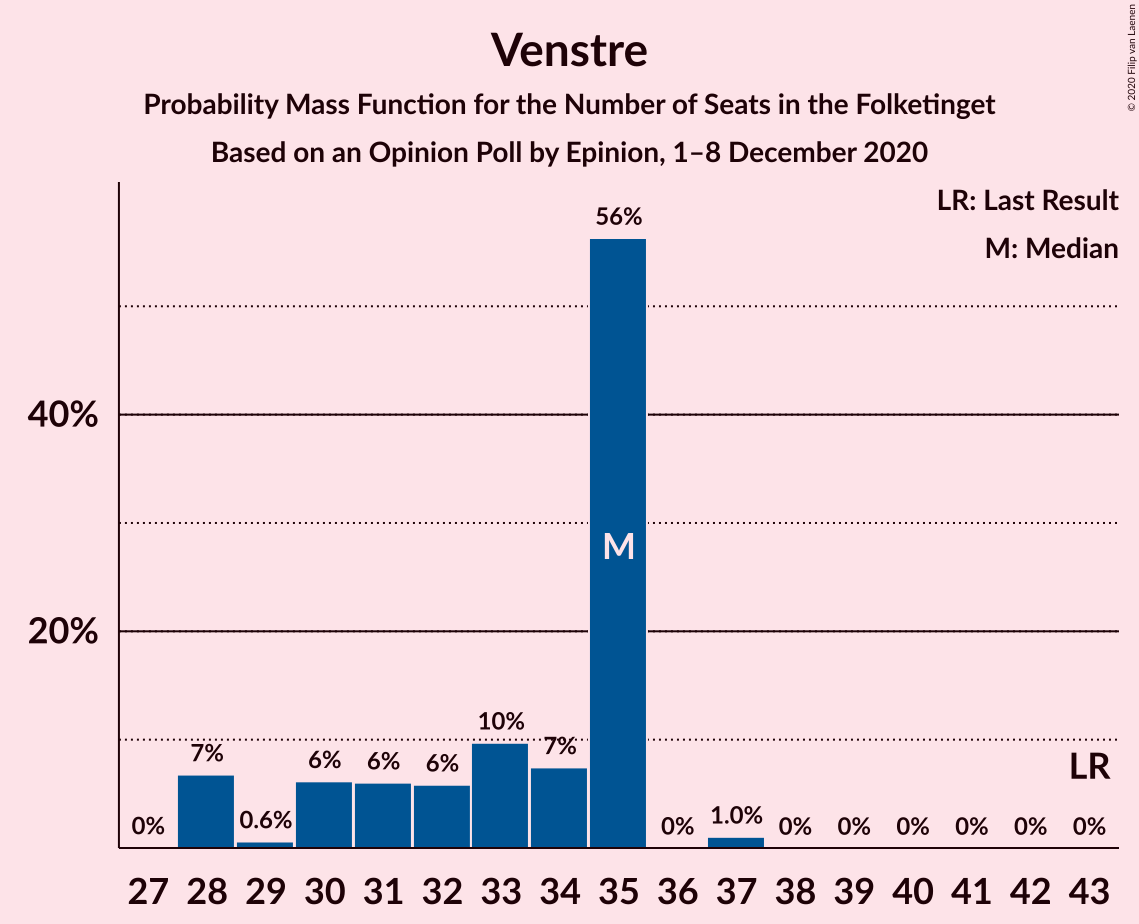 Venstre
Probability Mass Function for the Number of Seats in the Folketinget
Based on an Opinion Poll by Epinion, 1–8 December 2020
© 2020 Filip van Laenen
LR: Last Result
M: Median
56%
40%
M
20%
10%
7%
7%
6%
6%
6%
LR
0%
0.6%
0%
1.0%
0%
0%
0%
0%
0%
0%
27 28 29 30 31 32 33 34 35 36 37 38 39 40 41 42 43